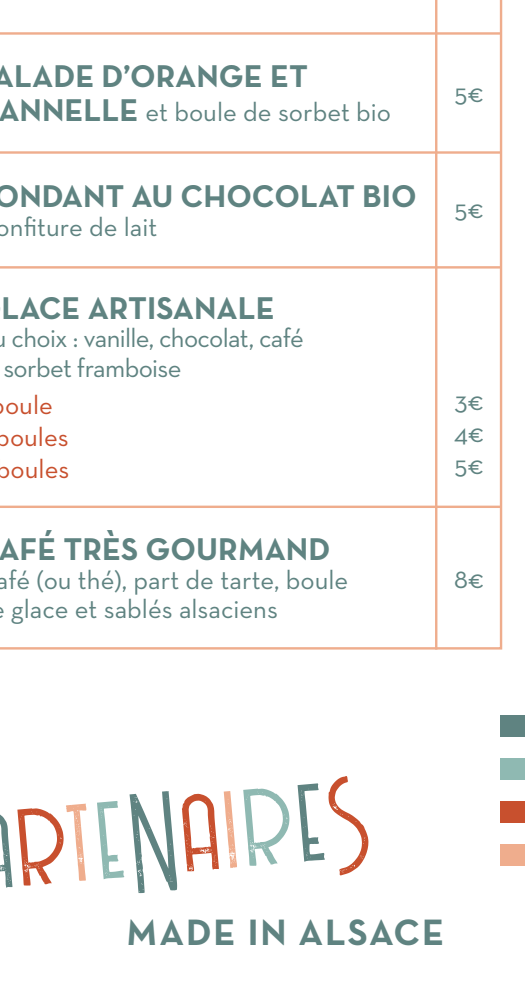 ALADE D'ORANGE ET
ANNELLE et boule de sorbet bio
5€
ONDANT AU CHOCOLAT BIO
onfiture de lait
5€
LACE ARTISANALE
u choix : vanille, chocolat, café
sorbet framboise
boule 3€
boules 4€
boules 5€
AFÉ TRÈS GOURMAND
afé (ou thé), part de tarte, boule
e glace et sablés alsaciens
8€
ARTENAIRES
MADE IN ALSACE